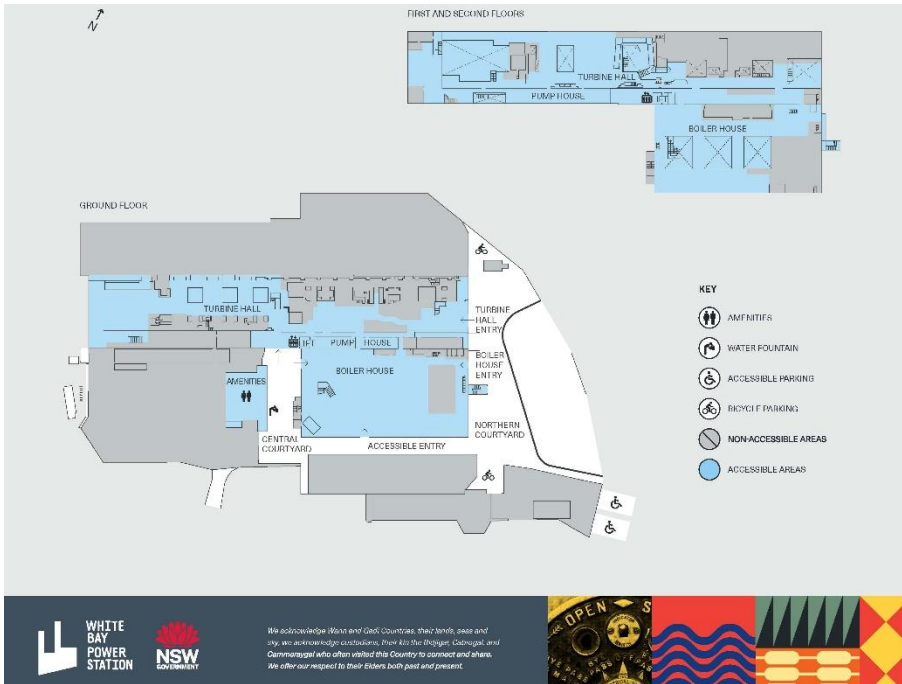 N
FIRST AND SECOND FLOORS
TURBINE HALL
PUMP HOUSE
LIFT
BOILER HOUSE
GROUND FLOOR
TURBINE HALL
TURBINE
HALL
ENTRY
LIFT
PUMP HOUSE
BOILER
HOUSE
ENTRY
BOILER HOUSE
AMENITIES
CENTRAL
COURTYARD
ACCESSIBLE ENTRY
NORTHERN
COURTYARD
KEY
AMENITIES
WATER FOUNTAIN
ACCESSIBLE PARKING
BICYCLE PARKING
NON-ACCESSIBLE AREAS
ACCESSIBLE AREAS
WHITE
BAY
POWER
STATION
NSW
GOVERNMENT
We acknowledge Wann and Gadi Countries, their lands, seas and
sky, we acknowledge custodians, their kin the Bidjigal, Cabrogal, and
Cammeraygal who often visited this Country to connect and share.
We offer our respect to their Elders both past and present.
OPEN